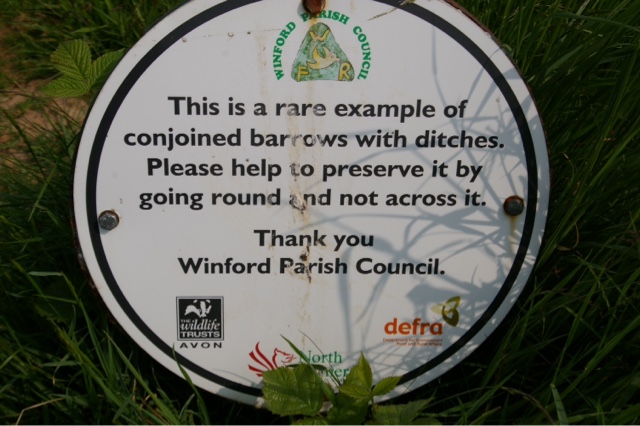 WINFORD PARISH COUNCIL
This is a rare example of
conjoined barrows with ditches.
Please help to preserve it by
going round and not across it.
Thank you
Winford Parish Council.
THE
wildlife
TRUSTS
AVON
defra
North